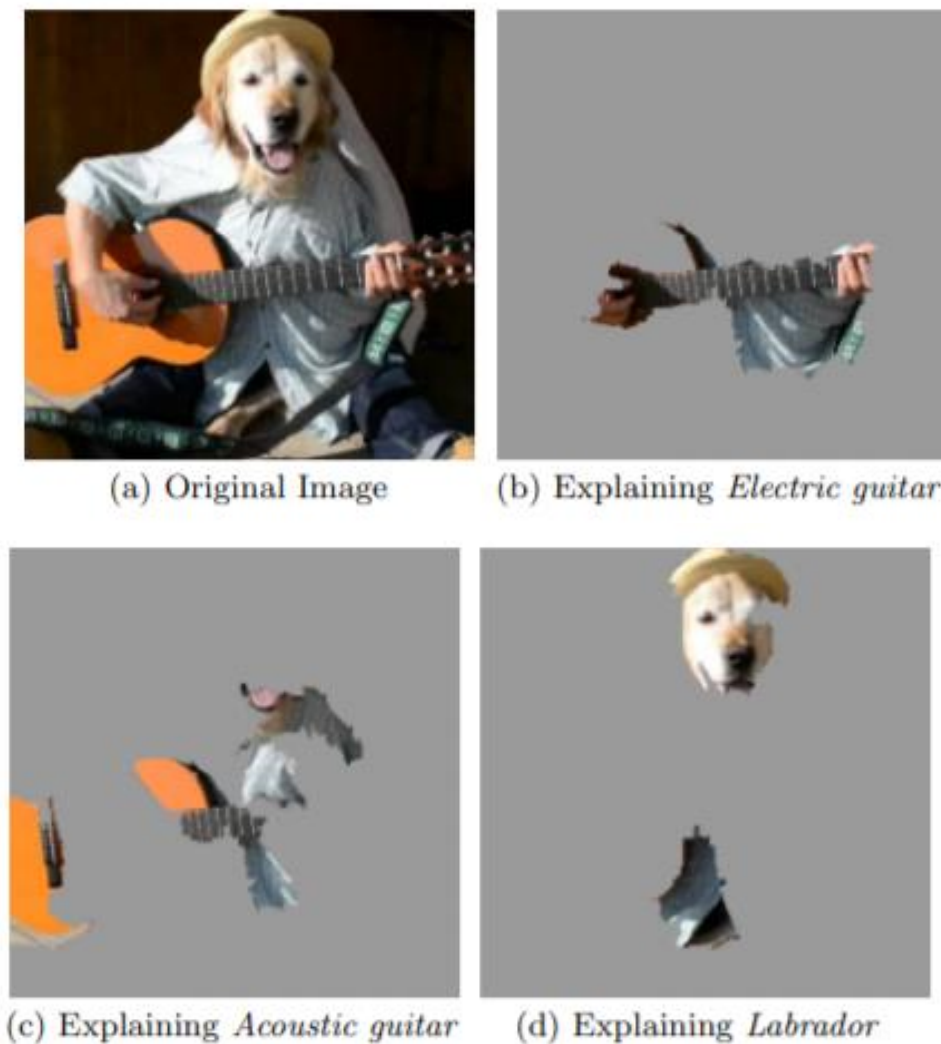 (a) Original Image
(b) Explaining Electric guitar
(c) Explaining Acoustic guitar
(d) Explaining Labrador